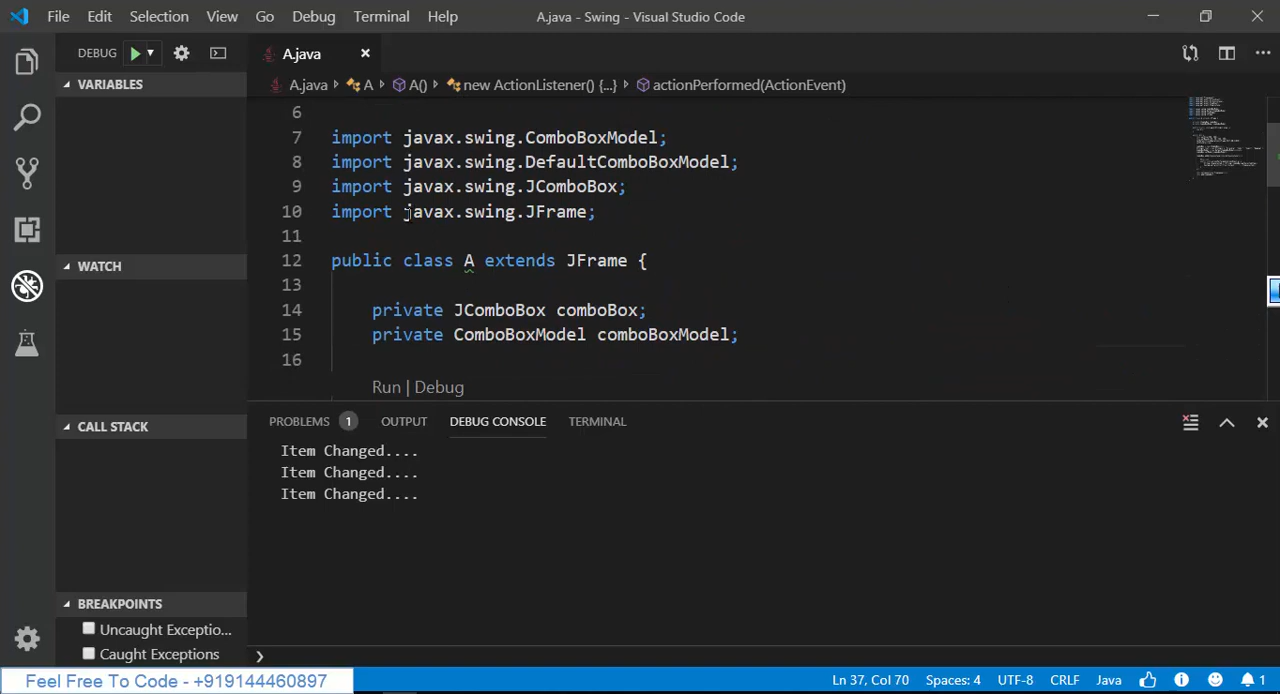 File Edit Selection View Go Debug Terminal Help A.java - Swing - Visual Studio Code
DEBUG A.java
A.java A A() new ActionListener() {...} actionPerformed(ActionEvent)
VARIABLES
WATCH
CALL STACK
BREAKPOINTS
Uncaught Exceptio...
Caught Exceptions
6
7 import javax.swing.ComboBoxModel;
8 import javax.swing.DefaultComboBoxModel;
9 import javax.swing.JComboBox;
10 import javax.swing.JFrame;
11
12 public class A extends JFrame {
13
14 private JComboBox comboBox;
15 private ComboBoxModel comboBoxModel;
16
Run | Debug
PROBLEMS 1 OUTPUT DEBUG CONSOLE TERMINAL
Item Changed....
Item Changed....
Item Changed....
Feel Free To Code - +919144460897
Ln 37, Col 70 Spaces: 4 UTF-8 CRLF Java 1